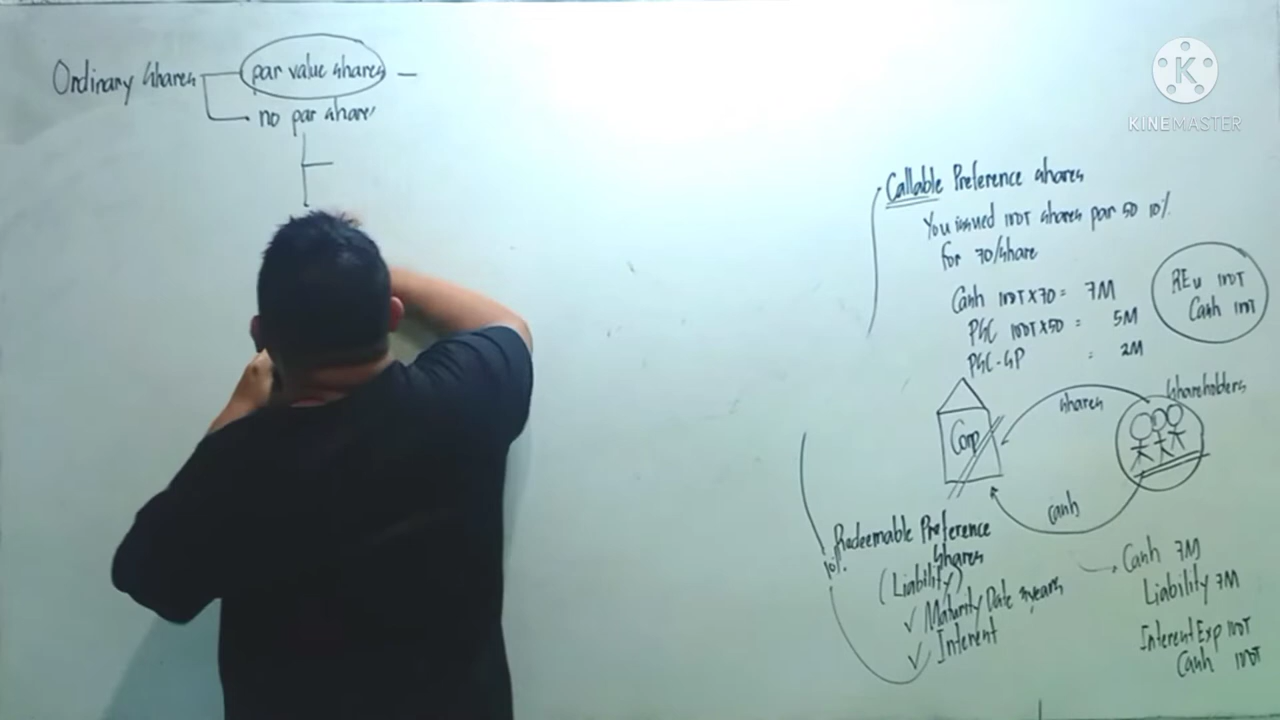 Ordinary shares
par value shares
no par shares
K
KINEMASTER
Callable Preference shares
You issued 100T shares par 50 10%
for 70/share
Cash 100T x 70 = 7M
PSC 100T x 50 = 5M
PSC-SP = 2M
REu 100T
Cash 100T
shareholders
shares
Corp
cash
Redeemable Preference
shares
10%
(Liability)
✓ Maturity Date 3years
✓ Interest
Cash 7M
Liability 7M
Interest Exp 100T
Cash 100T